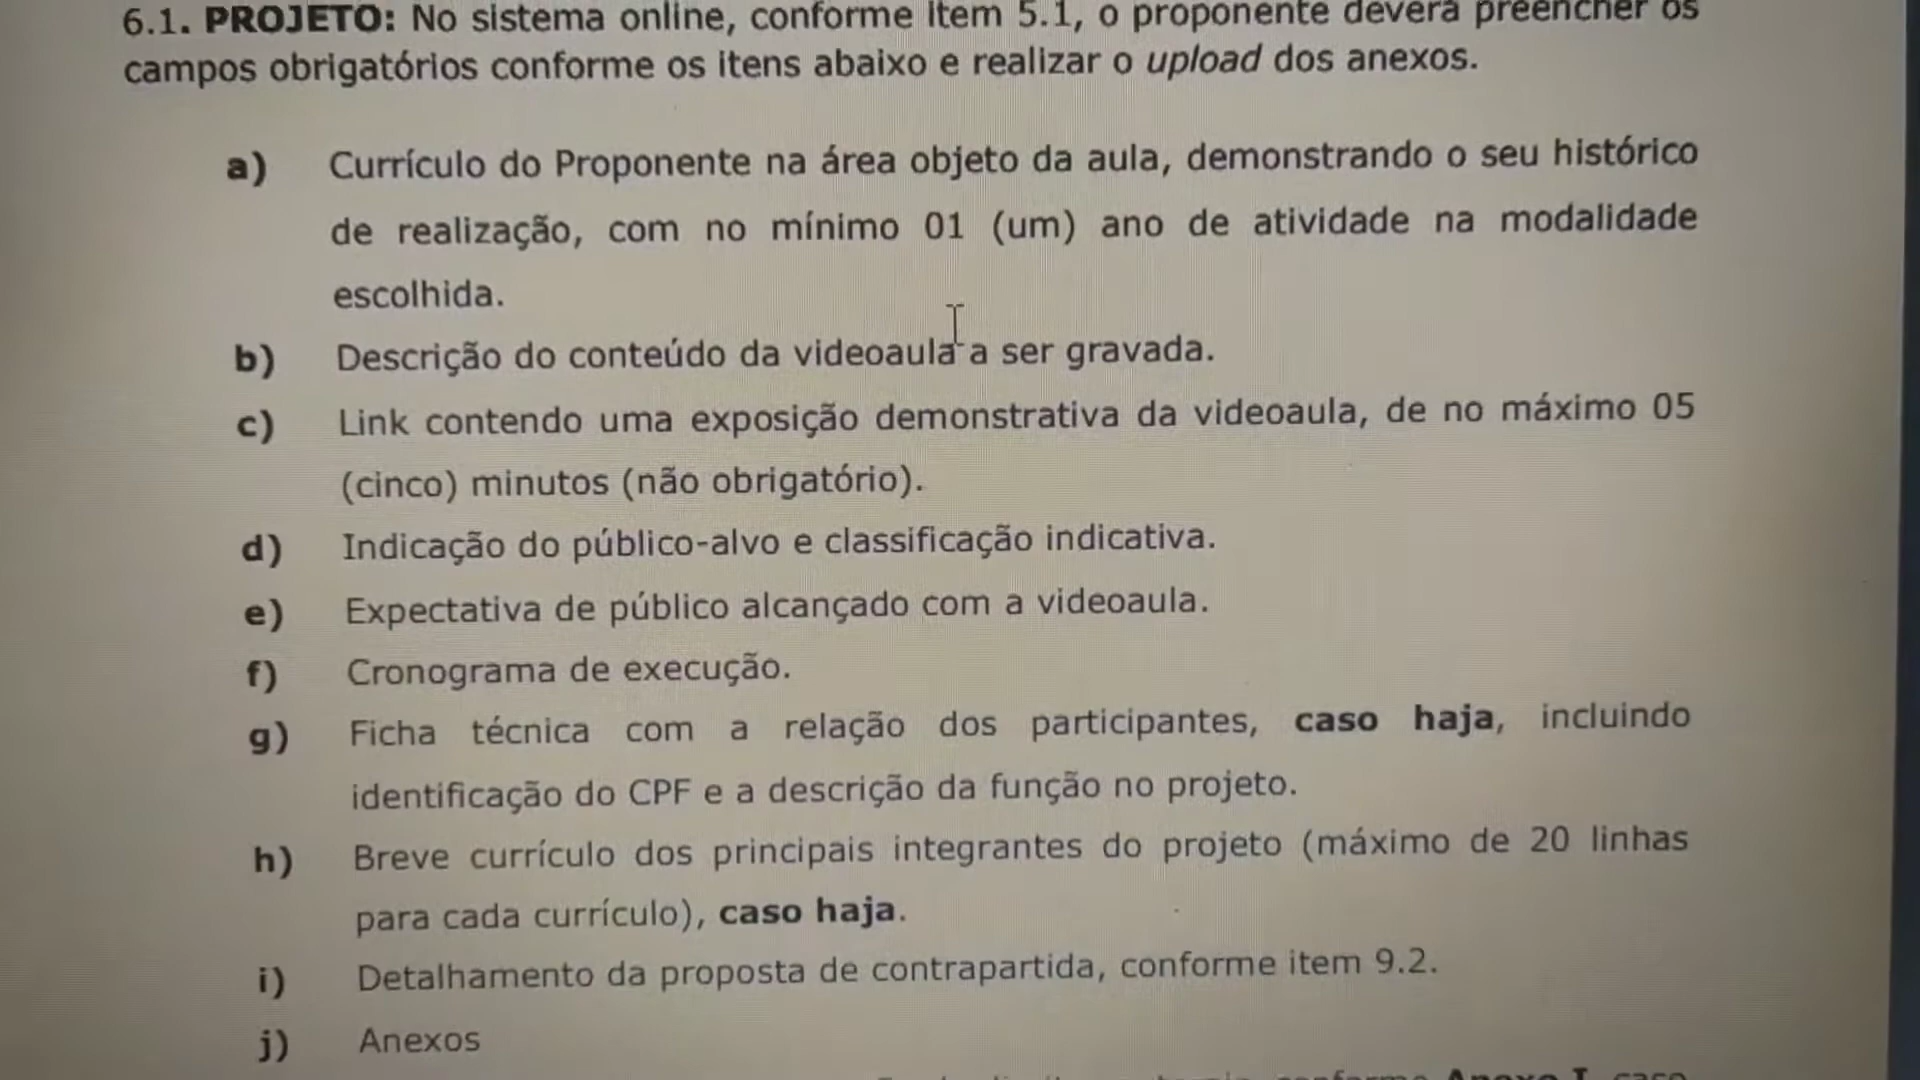 6.1. PROJETO: No sistema online, conforme item 5.1, o proponente deverá preencher os
campos obrigatórios conforme os itens abaixo e realizar o upload dos anexos.
a) Currículo do Proponente na área objeto da aula, demonstrando o seu histórico
de realização, com no mínimo 01 (um) ano de atividade na modalidade
escolhida.
b) Descrição do conteúdo da videoaula a ser gravada.
c) Link contendo uma exposição demonstrativa da videoaula, de no máximo 05
(cinco) minutos (não obrigatório).
d) Indicação do público-alvo e classificação indicativa.
e) Expectativa de público alcançado com a videoaula.
f) Cronograma de execução.
g) Ficha técnica com a relação dos participantes, caso haja, incluindo
identificação do CPF e a descrição da função no projeto.
h) Breve currículo dos principais integrantes do projeto (máximo de 20 linhas
para cada currículo), caso haja.
i) Detalhamento da proposta de contrapartida, conforme item 9.2.
j) Anexos
conforme Anexo I, caso